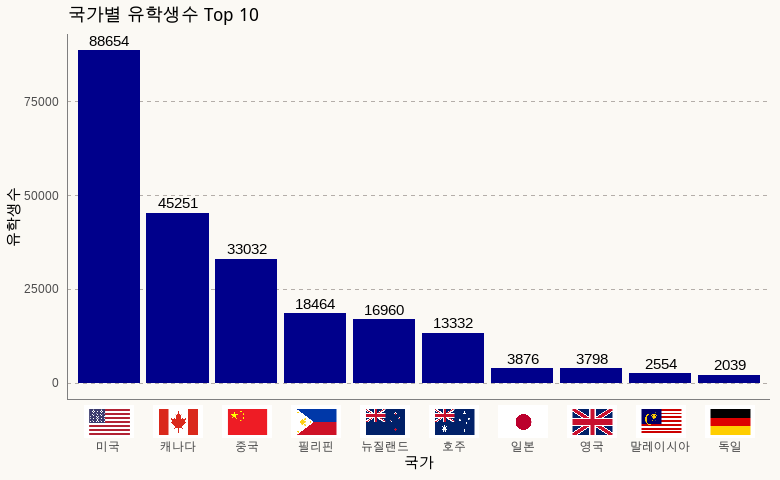 국가별 유학생수 Top 10
유학생수
75000
50000
25000
0
88654
45251
33032
18464
16960
13332
3876
3798
2554
2039
미국
캐나다
중국
필리핀
뉴질랜드
호주
일본
영국
말레이시아
독일
국가